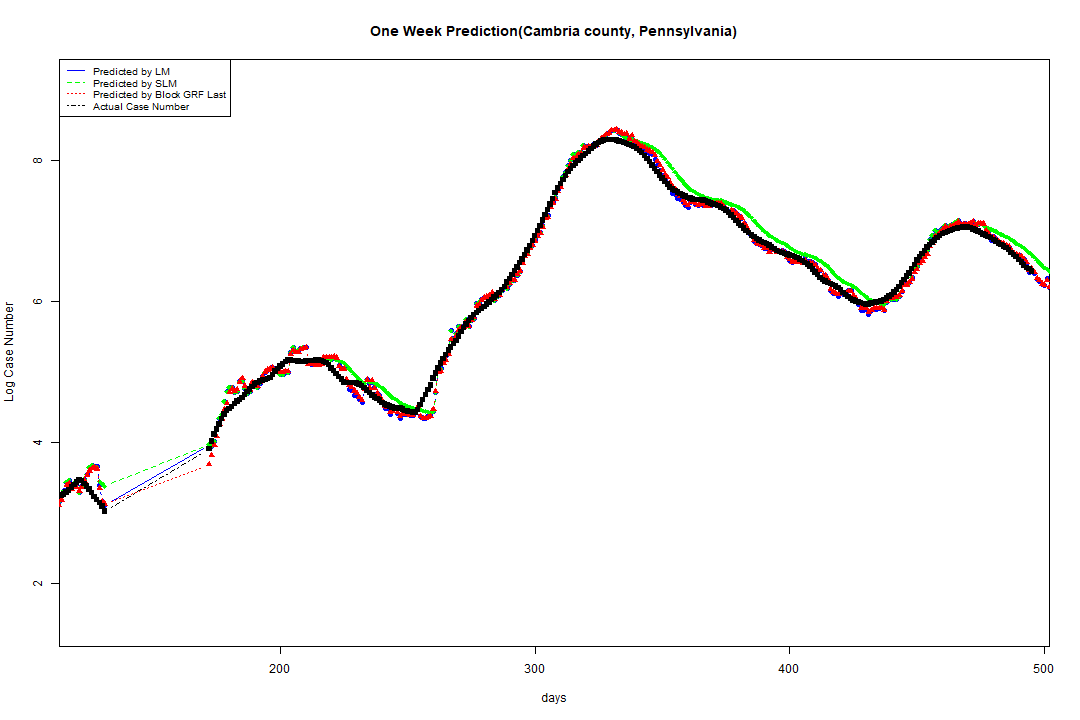 One Week Prediction(Cambria county, Pennsylvania)
Predicted by LM
Predicted by SLM
Predicted by Block GRF Last
Actual Case Number
8
6
4
2
Log Case Number
200 300 400 500
days